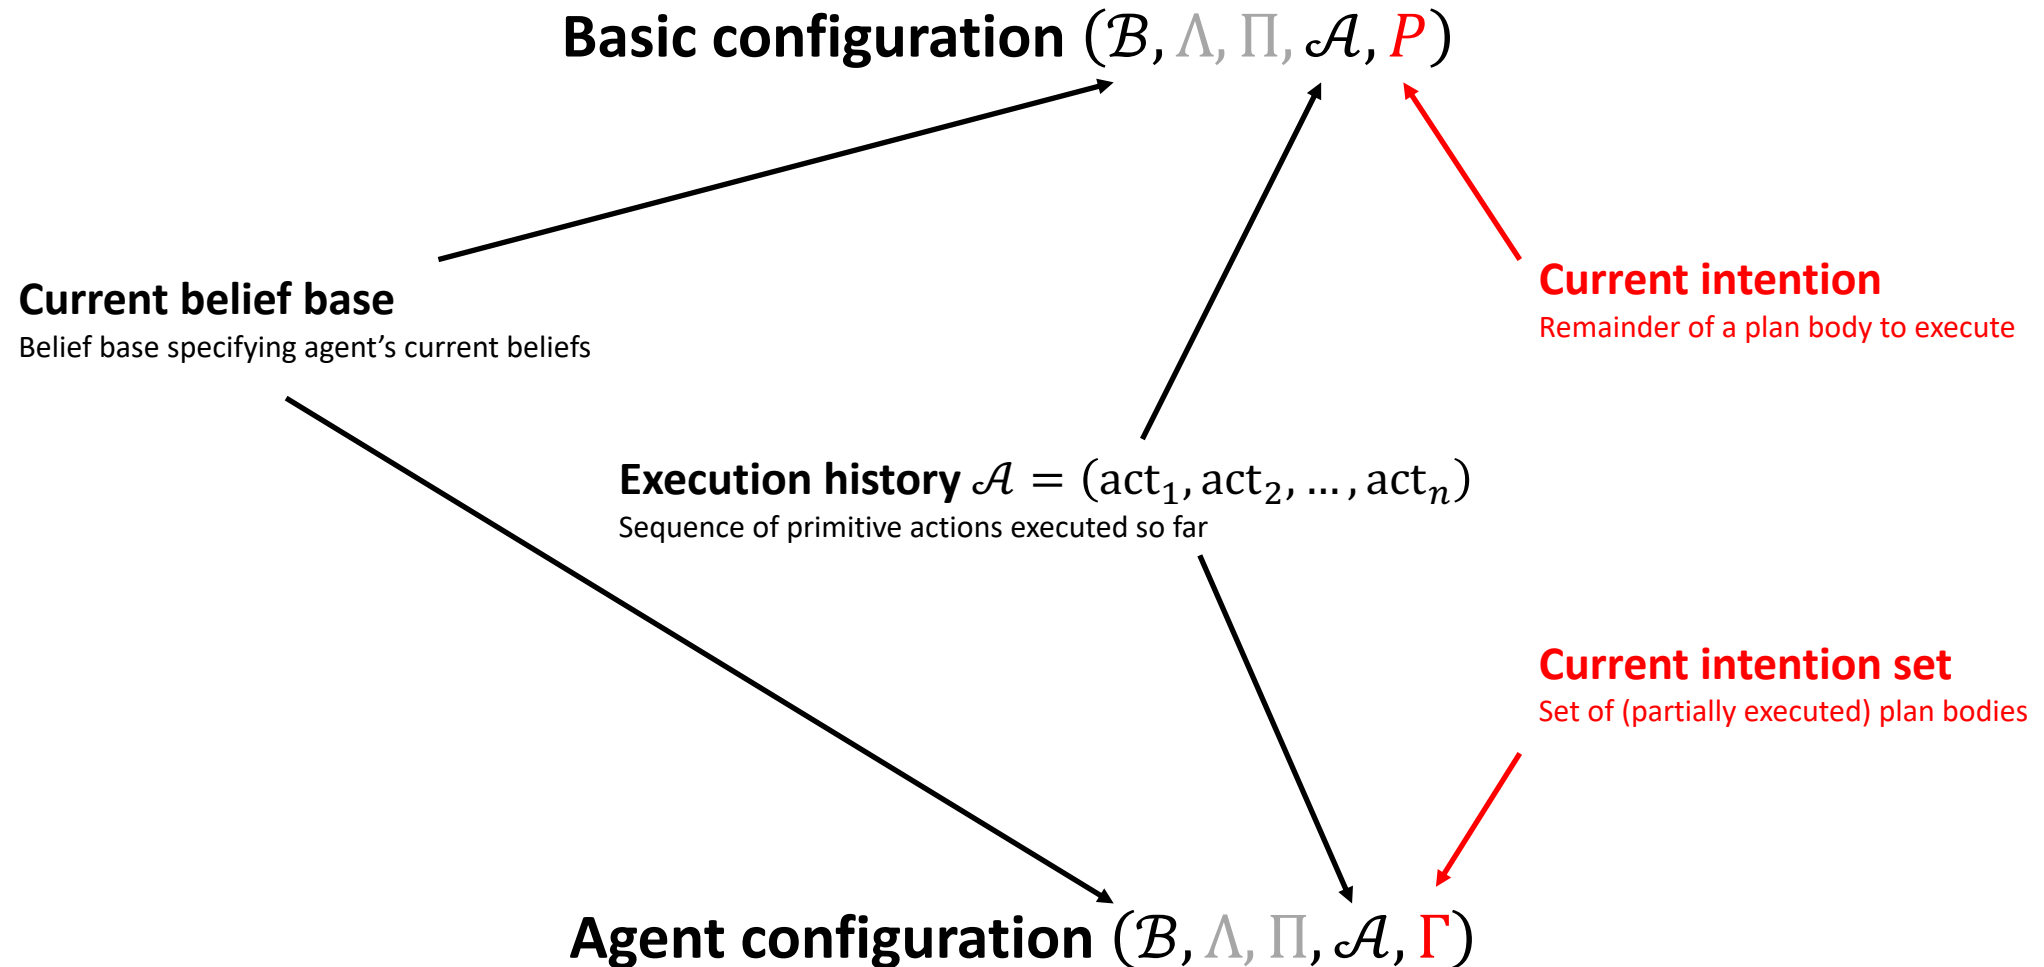 Basic configuration (ℬ, Λ, Π, 𝒜, P)
Current belief base
Belief base specifying agent’s current beliefs
Current intention
Remainder of a plan body to execute
Execution history 𝒜 = (act₁, act₂, … , actₙ)
Sequence of primitive actions executed so far
Current intention set
Set of (partially executed) plan bodies
Agent configuration (ℬ, Λ, Π, 𝒜, Γ)